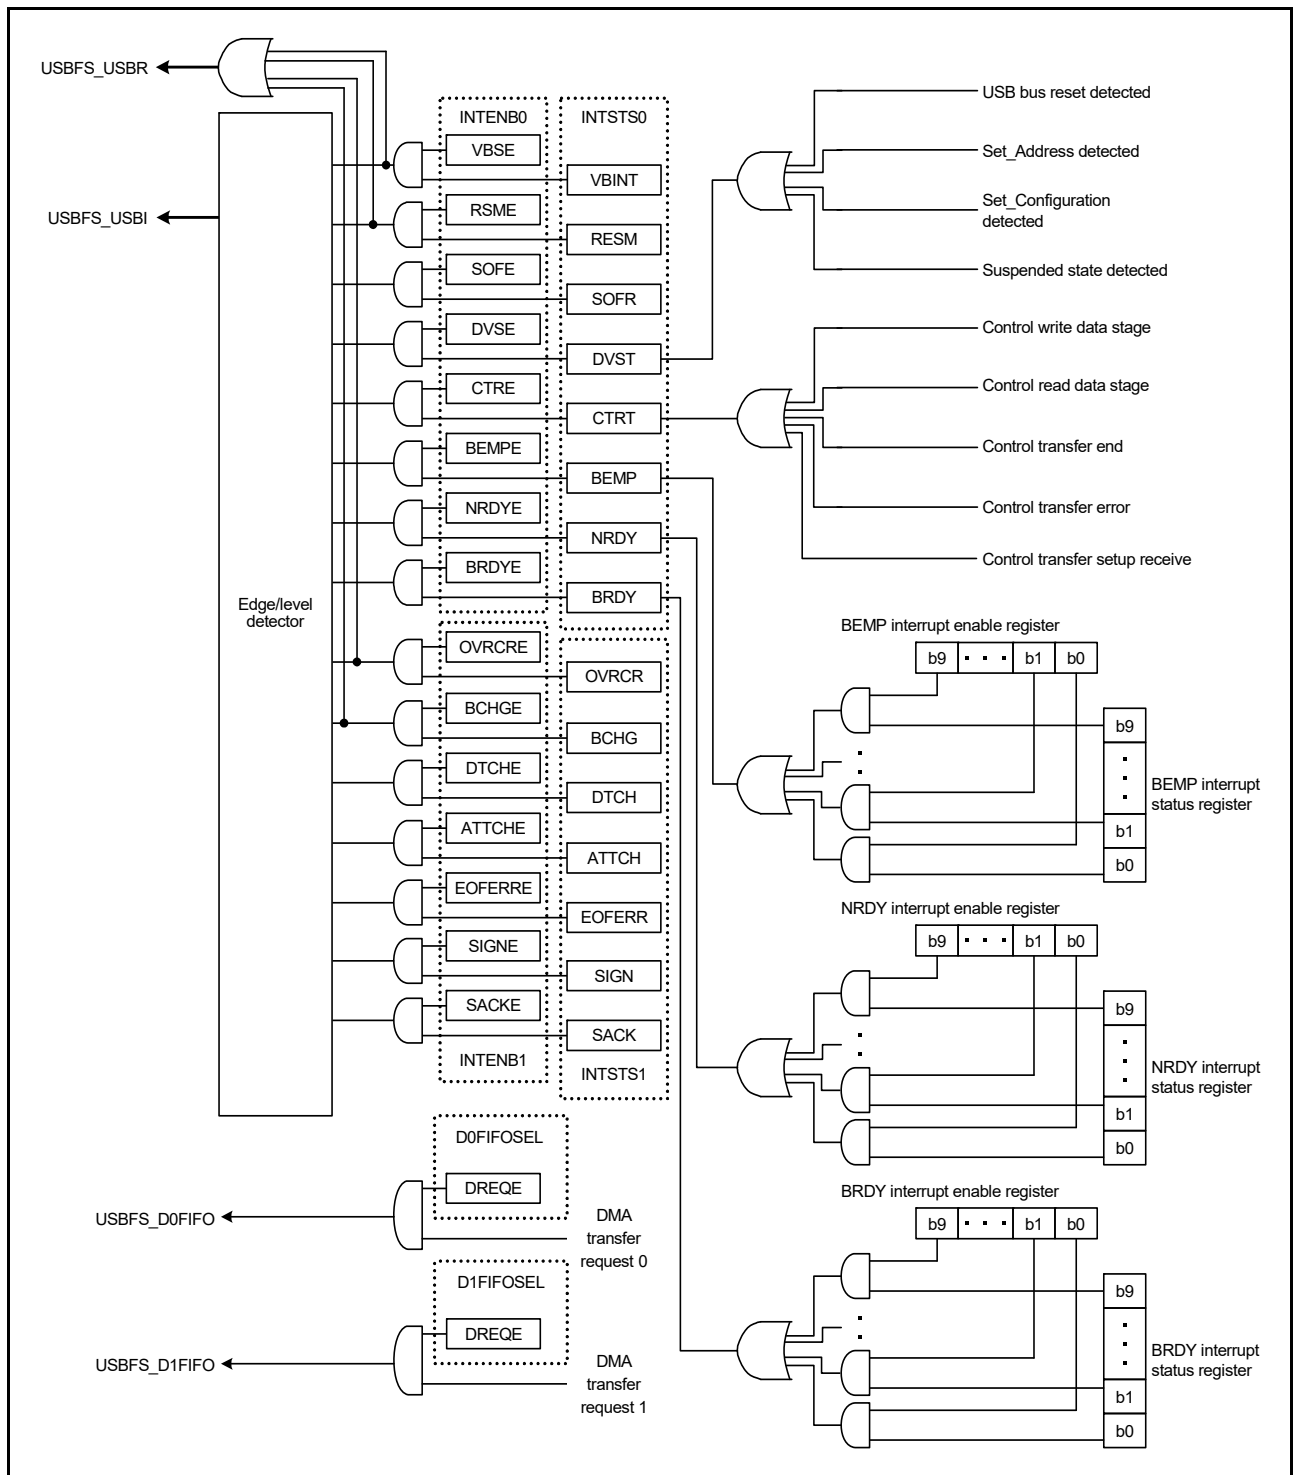 USBFS_USBR
USBFS_USBI
Edge/level
detector
INTENB0
VBSE
RSME
SOFE
DVSE
CTRE
BEMPE
NRDYE
BRDYE
INTSTS0
VBINT
RESM
SOFR
DVST
CTRT
BEMP
NRDY
BRDY
OVRCRE
BCHGE
DTCHE
ATTCHE
EOFERRE
SIGNE
SACKE
INTENB1
OVRCR
BCHG
DTCH
ATTCH
EOFERR
SIGN
SACK
INTSTS1
USB bus reset detected
Set_Address detected
Set_Configuration
detected
Suspended state detected
Control write data stage
Control read data stage
Control transfer end
Control transfer error
Control transfer setup receive
BEMP interrupt enable register
b9 · · · b1 b0
b9
b1
b0
BEMP interrupt
status register
NRDY interrupt enable register
b9 · · · b1 b0
b9
b1
b0
NRDY interrupt
status register
BRDY interrupt enable register
b9 · · · b1 b0
b9
b1
b0
BRDY interrupt
status register
D0FIFOSEL
DREQE
USBFS_D0FIFO
DMA
transfer
request 0
D1FIFOSEL
DREQE
USBFS_D1FIFO
DMA
transfer
request 1